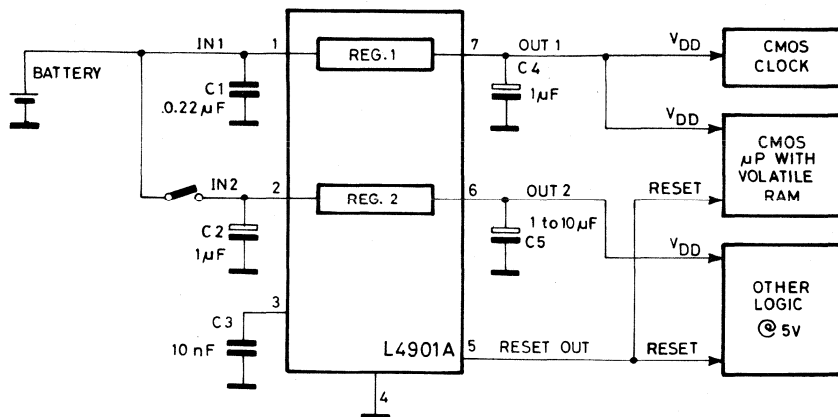 IN1
1
REG.1
7
OUT 1
VDD
CMOS
CLOCK
BATTERY
C1
.0.22µF
C4
1µF
VDD
CMOS
µP WITH
VOLATILE
RAM
IN2
2
REG. 2
6
OUT 2
RESET
C2
1µF
1 to 10µF
C5
VDD
3
C3
10 nF
OTHER
LOGIC
@ 5V
L4901A
5
RESET OUT
RESET
4